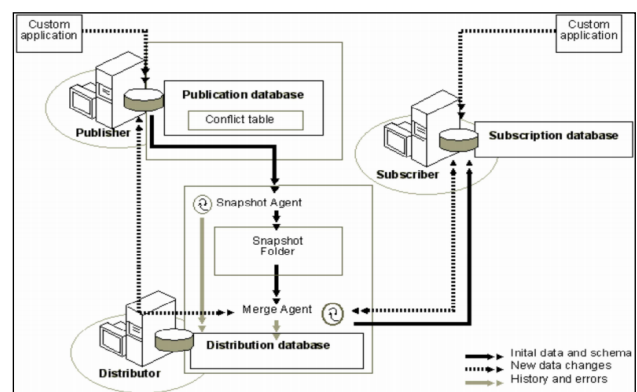 Custom
application
Custom
application
Publication database
Conflict table
Publisher
Subscription database
Subscriber
Snapshot Agent
Snapshot
Folder
Merge Agent
Distribution database
Distributor
Inital data and schema
New data changes
History and errors